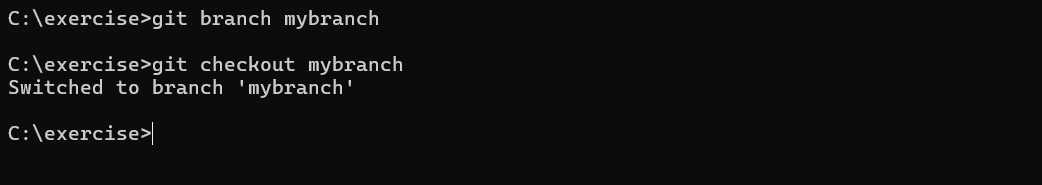 C:\exercise>git branch mybranch
C:\exercise>git checkout mybranch
Switched to branch 'mybranch'
C:\exercise>